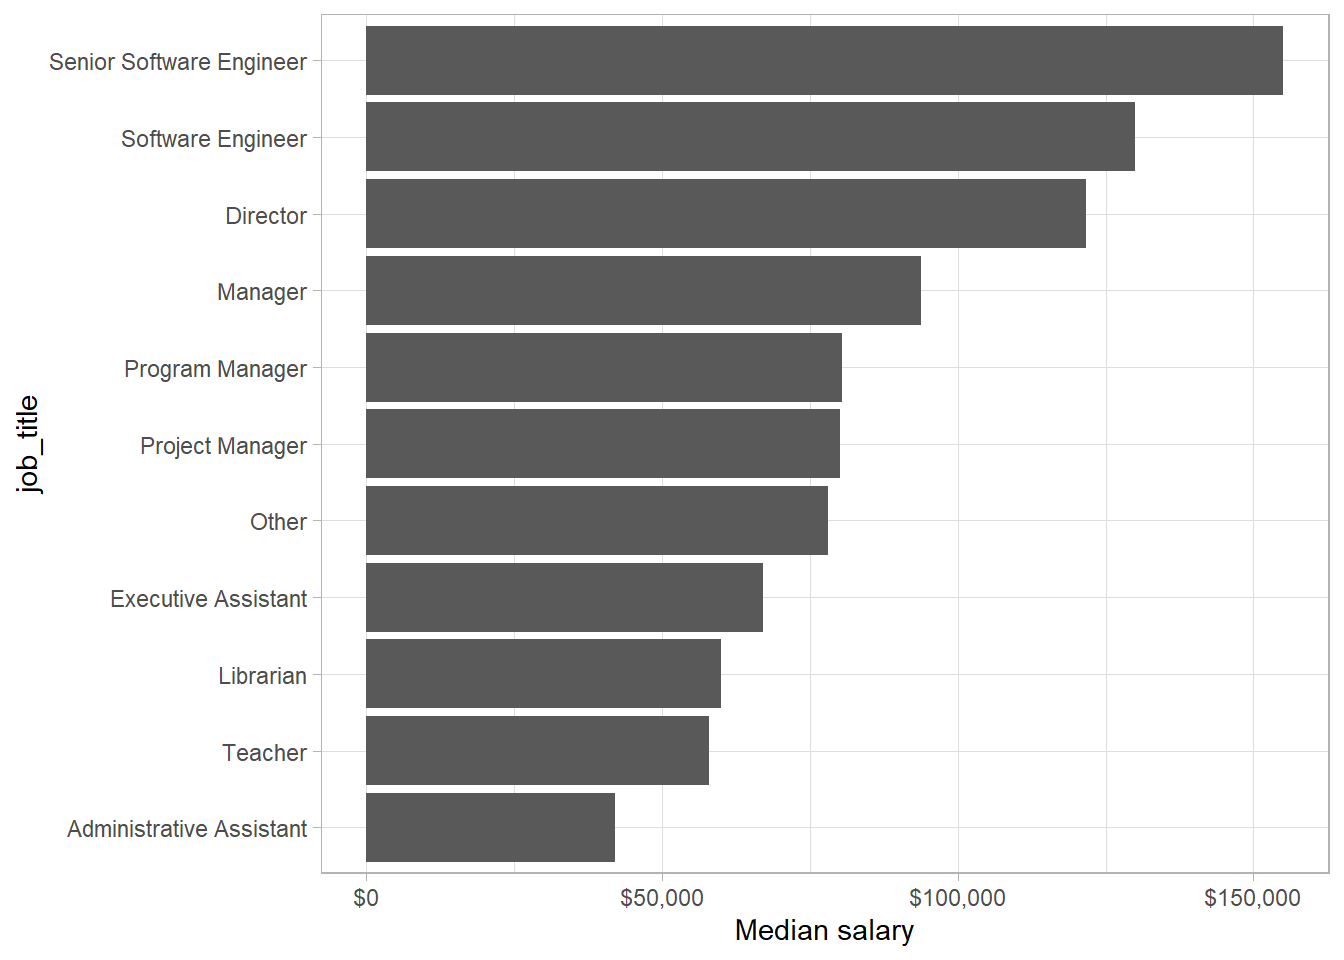 Senior Software Engineer
Software Engineer
Director
Manager
Program Manager
Project Manager
Other
Executive Assistant
Librarian
Teacher
Administrative Assistant
job_title
$0 $50,000 $100,000 $150,000
Median salary